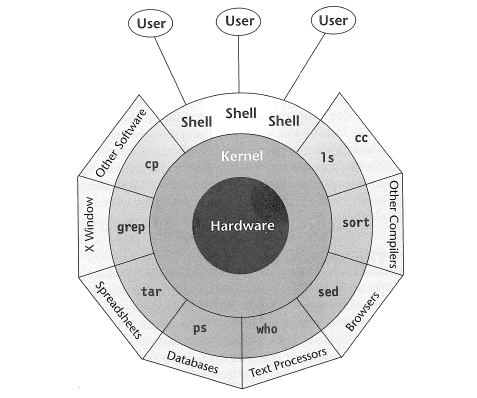 User
User
User
Shell
Shell
Shell
Kernel
Hardware
cp
grep
tar
ps
who
sed
sort
ls
Other Software
X Window
Spreadsheets
Databases
Text Processors
Browsers
Other Compilers
cc